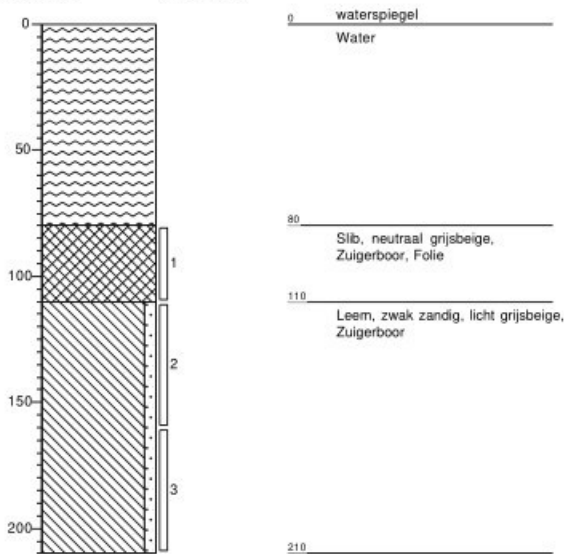 0
50
100
150
200
1
2
3
0 waterspiegel
Water
80
Slib, neutraal grijsbeige,
Zuigerboor, Folie
110
Leem, zwak zandig, licht grijsbeige,
Zuigerboor
210